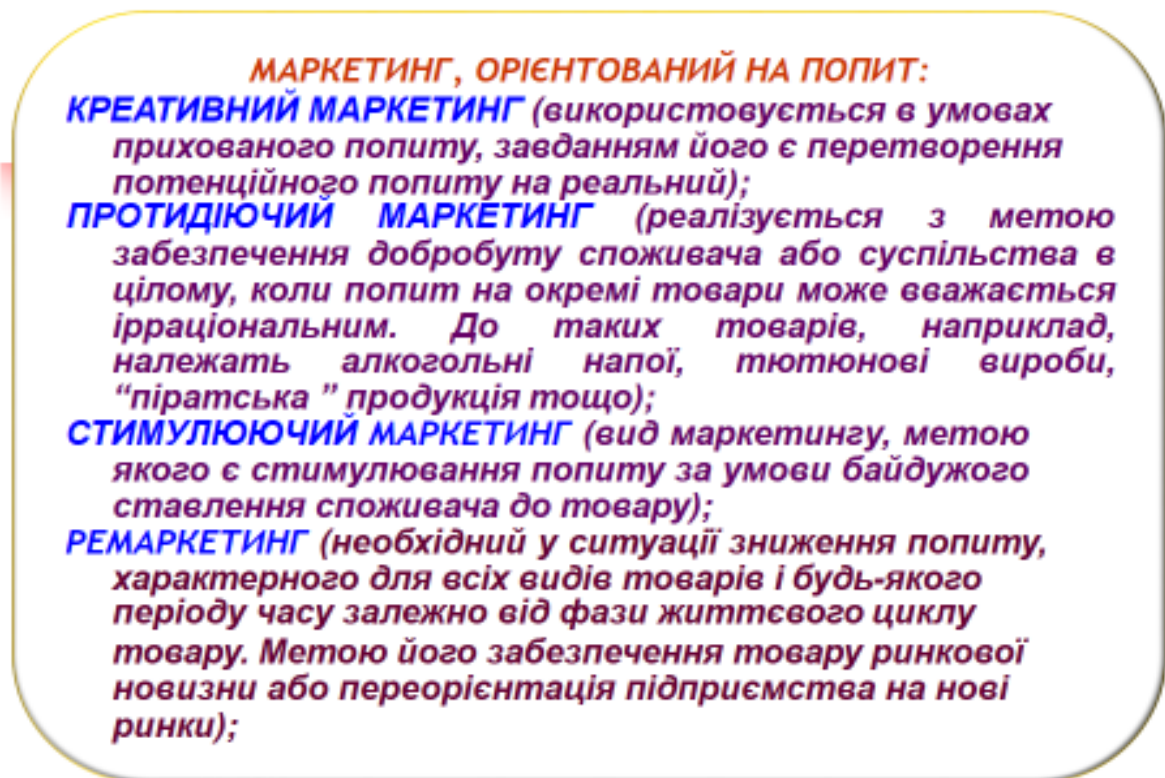 МАРКЕТИНГ, ОРІЄНТОВАНИЙ НА ПОПИТ:
КРЕАТИВНИЙ МАРКЕТИНГ (використовується в умовах
прихованого попиту, завданням його є перетворення
потенційного попиту на реальний);
ПРОТИДІЮЧИЙ МАРКЕТИНГ (реалізується з метою
забезпечення добробуту споживача або суспільства в
цілому, коли попит на окремі товари може вважається
ірраціональним. До таких товарів, наприклад,
належать алкогольні напої, тютюнові вироби,
“піратська ” продукція тощо);
СТИМУЛЮЮЧИЙ МАРКЕТИНГ (вид маркетингу, метою
якого є стимулювання попиту за умови байдужого
ставлення споживача до товару);
РЕМАРКЕТИНГ (необхідний у ситуації зниження попиту,
характерного для всіх видів товарів і будь-якого
періоду часу залежно від фази життєвого циклу
товару. Метою його забезпечення товару ринкової
новизни або переорієнтація підприємства на нові
ринки);